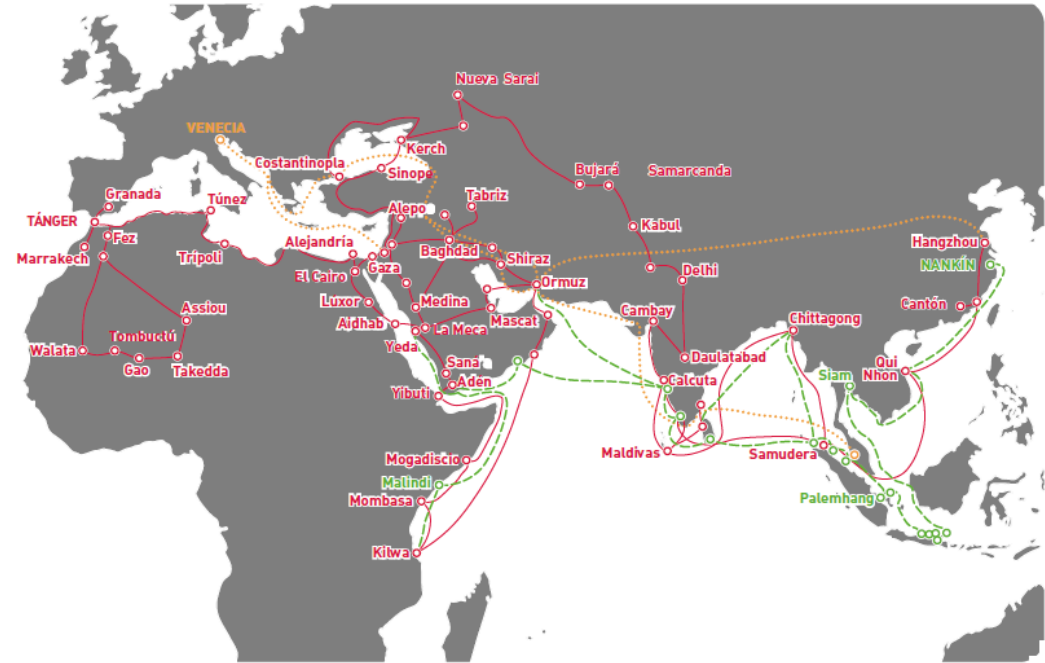 Nueva Sarai
VENECIA
Kerch
Costantinopla
Sinope
Bujará
Samarcanda
Granada
Túnez
Tabriz
TÁNGER
Alepo
Kabul
Fez
Marrakech
Trípoli
Alejandría
Baghdad
Hangzhou
Shiraz
NANKÍN
Gaza
El Cairo
Delhi
Ormuz
Luxor
Medina
Assiou
Cantón
Cambay
Mascat
Chittagong
Aidhab
La Meca
Tombuctú
Yeda
Walata
Daulatabad
Gao
Takedda
Sana
Qui
Nhon
Siam
Aden
Calcuta
Yibuti
Maldivas
Samudera
Mogadiscio
Malindi
Mombasa
Palemhang
Kilwa